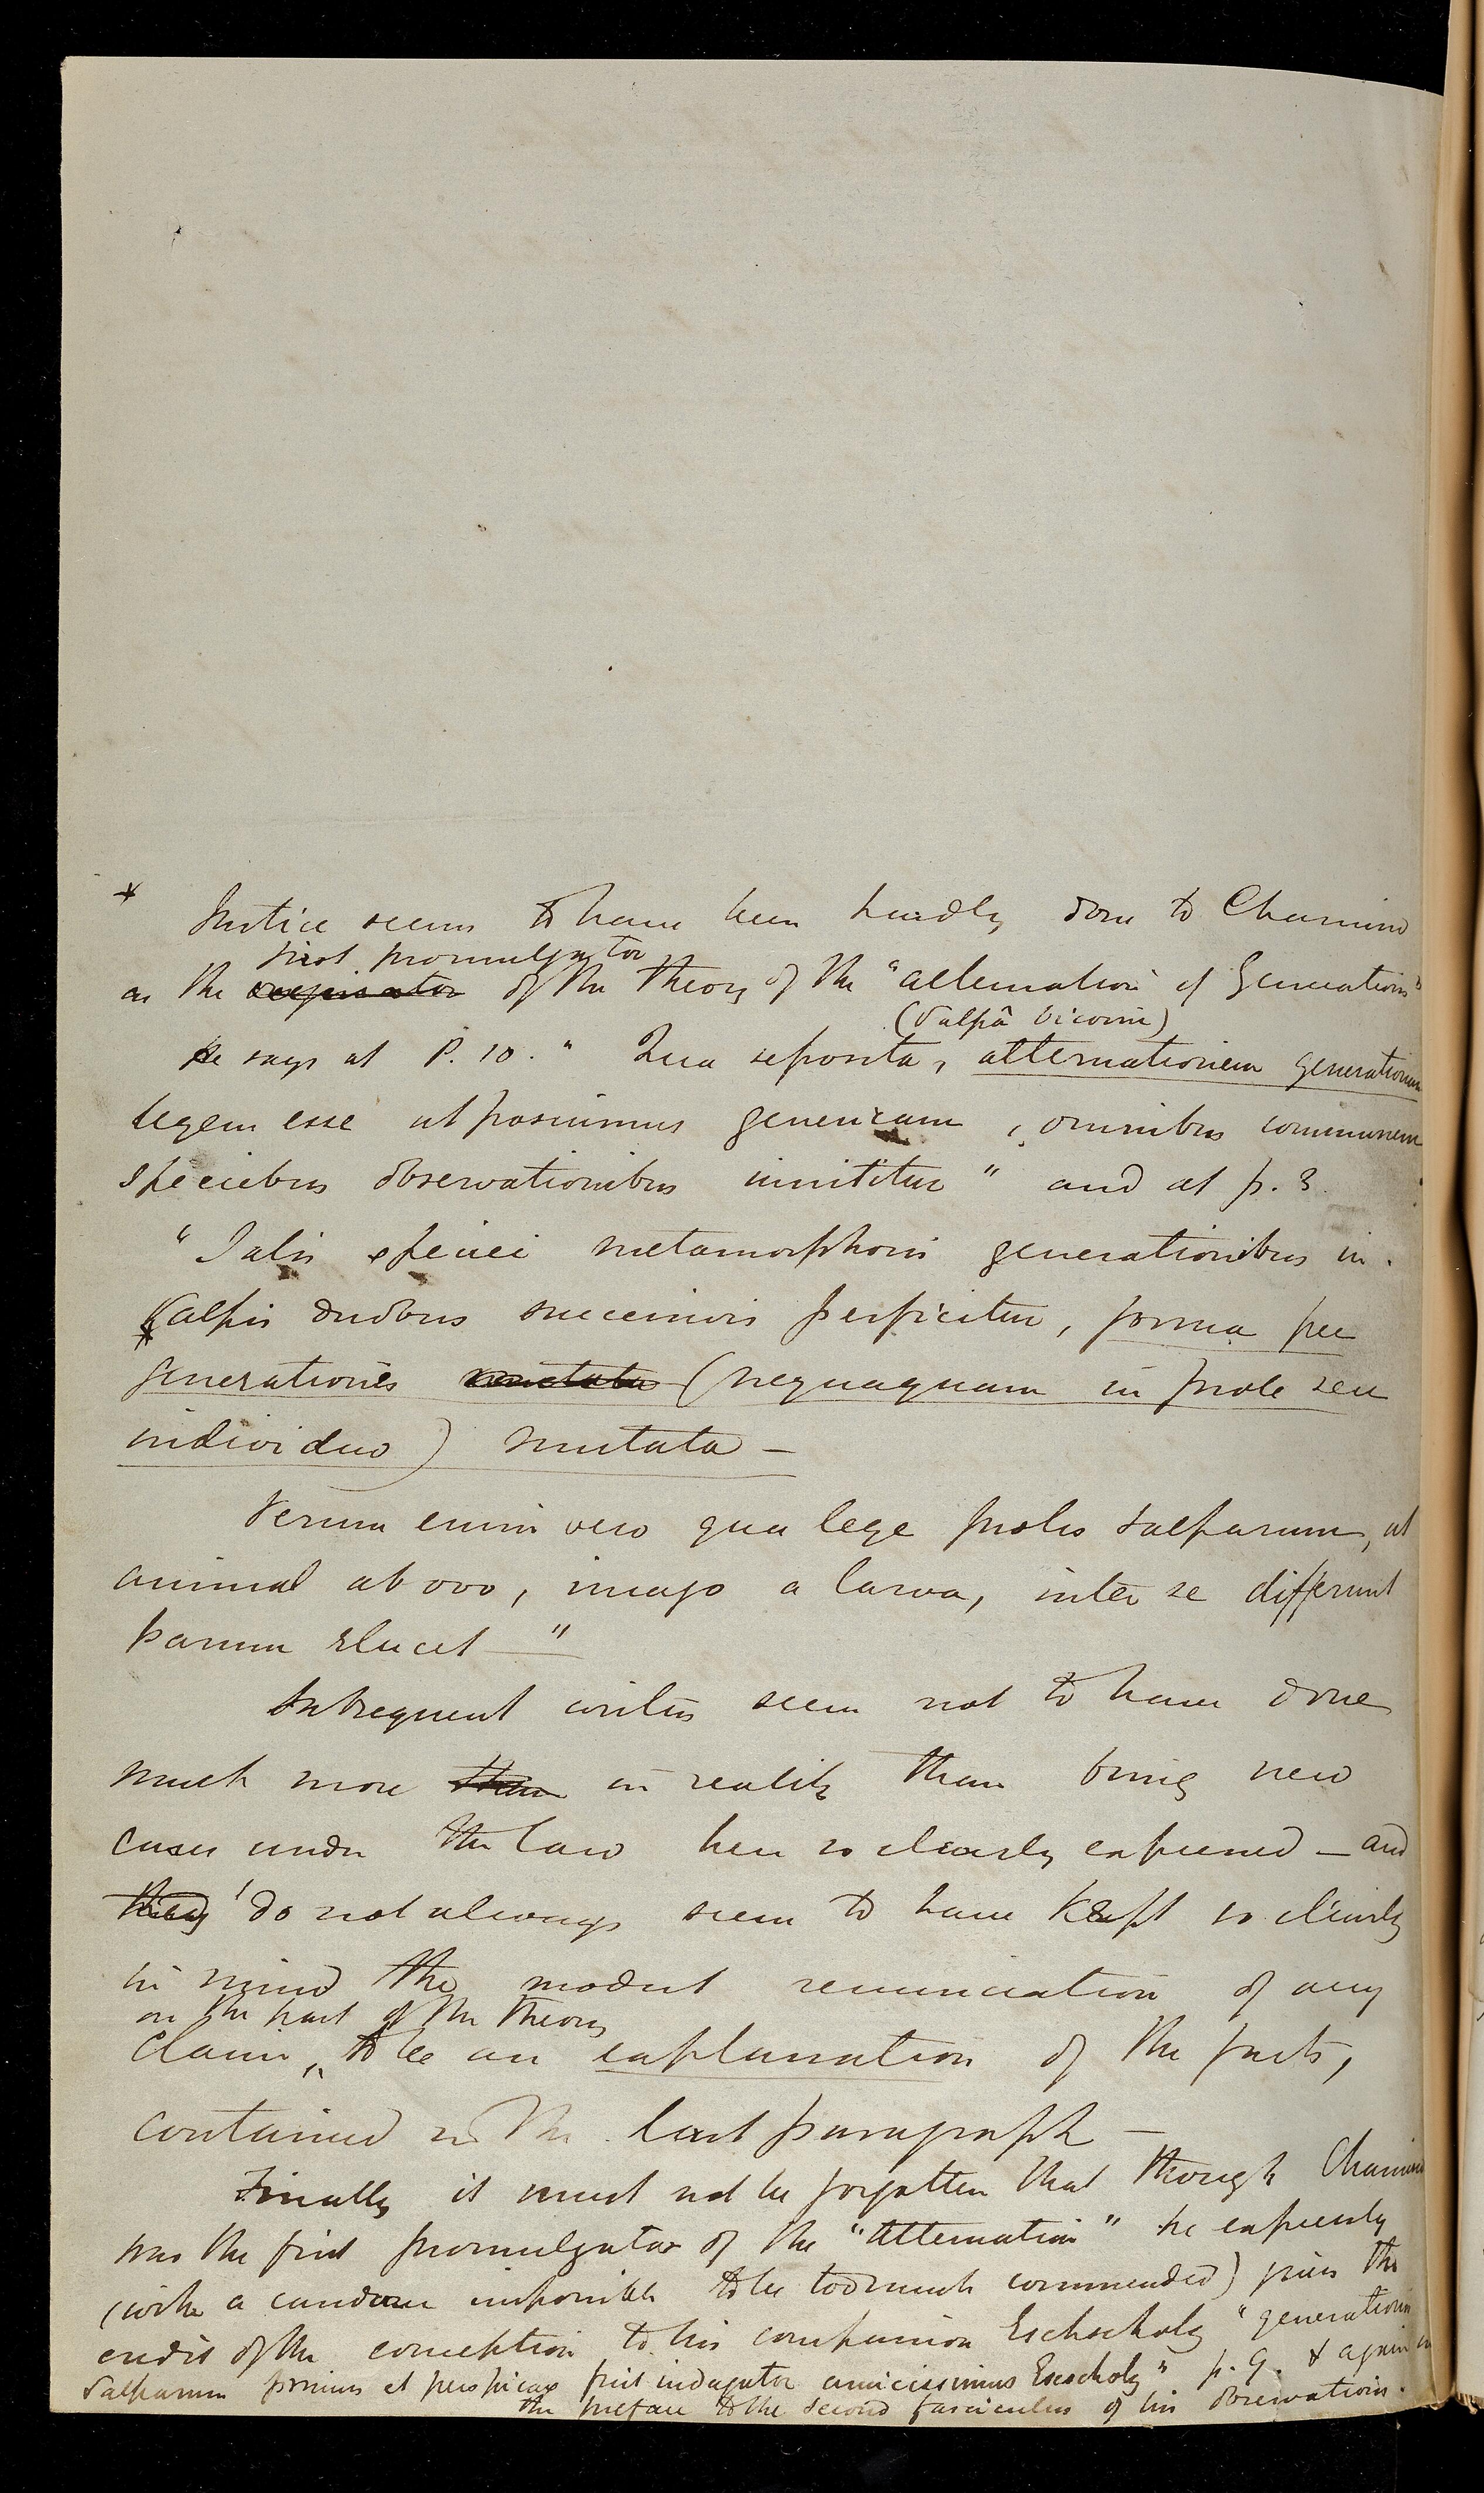 * Justice seems to have been hardly done to Chamisso
first promulgator
as the of the theory of the "alternation of Generations"
(Salpâ bicorni)
He says at P. 10. " Qua seposita, alternationem generationum
legem esse ut posuimus genericam, omnibus communem
speciebus observationibus innititur " and at p. 3
" Talis speciei metamorphosis generationibus in
Salpis duobus successivis perficitur, forma per
generationes mutata (nequaquam in prole seu
individuo) mutata –
Verum enim vero qua lege proles Salparum, ut
animal ab ovo, imago a larva, inter se differunt
parum elucet — "
Subsequent writers seem not to have done
much more than in reality than bring new
cases under the law here so clearly expressed – and
they do not always seem to have kept so clearly
in mind the modest renunciation of any
on the part of the theory
claim, to be an explanation of the facts,
contained in the last paragraph –
Finally it must not be forgotten that though Chamisso
was the first promulgator of the "Alternation" he expressly
(with a candour impossible to be too much commended) gives the
credit of the conception to his companion Eschscholz "generationis
Salparum primus et perspicax fuit indagator amicissimus Eschscholz" p. 9. & again in
the preface to the second fasciculus of his observations.